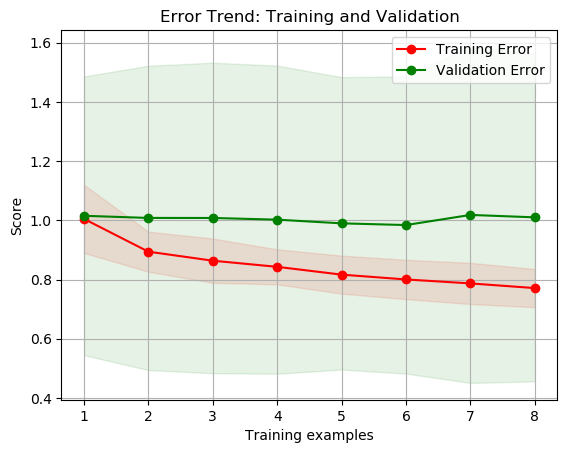 Error Trend: Training and Validation
Training Error
Validation Error
Score
1.6
1.4
1.2
1.0
0.8
0.6
0.4
1 2 3 4 5 6 7 8
Training examples